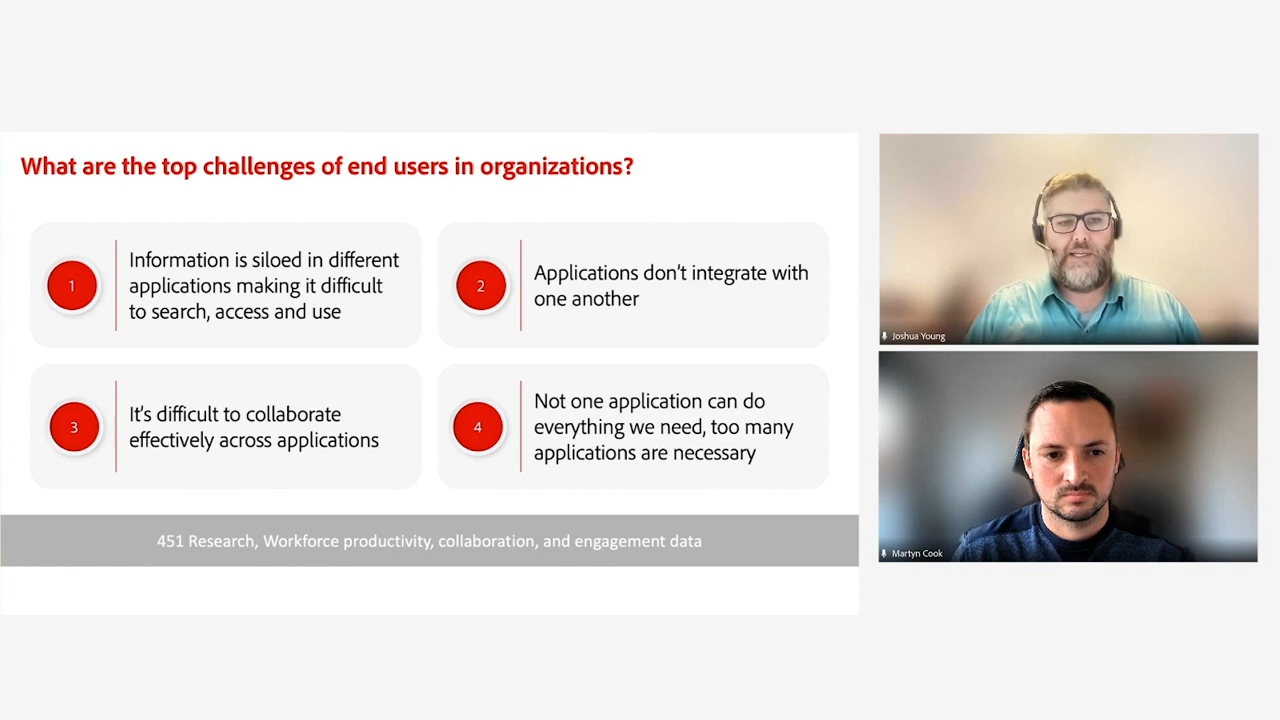 What are the top challenges of end users in organizations?
1
Information is siloed in different
applications making it difficult
to search, access and use
2
Applications don't integrate with
one another
3
It's difficult to collaborate
effectively across applications
4
Not one application can do
everything we need, too many
applications are necessary
451 Research, Workforce productivity, collaboration, and engagement data
Joshua Young
Martyn Cook